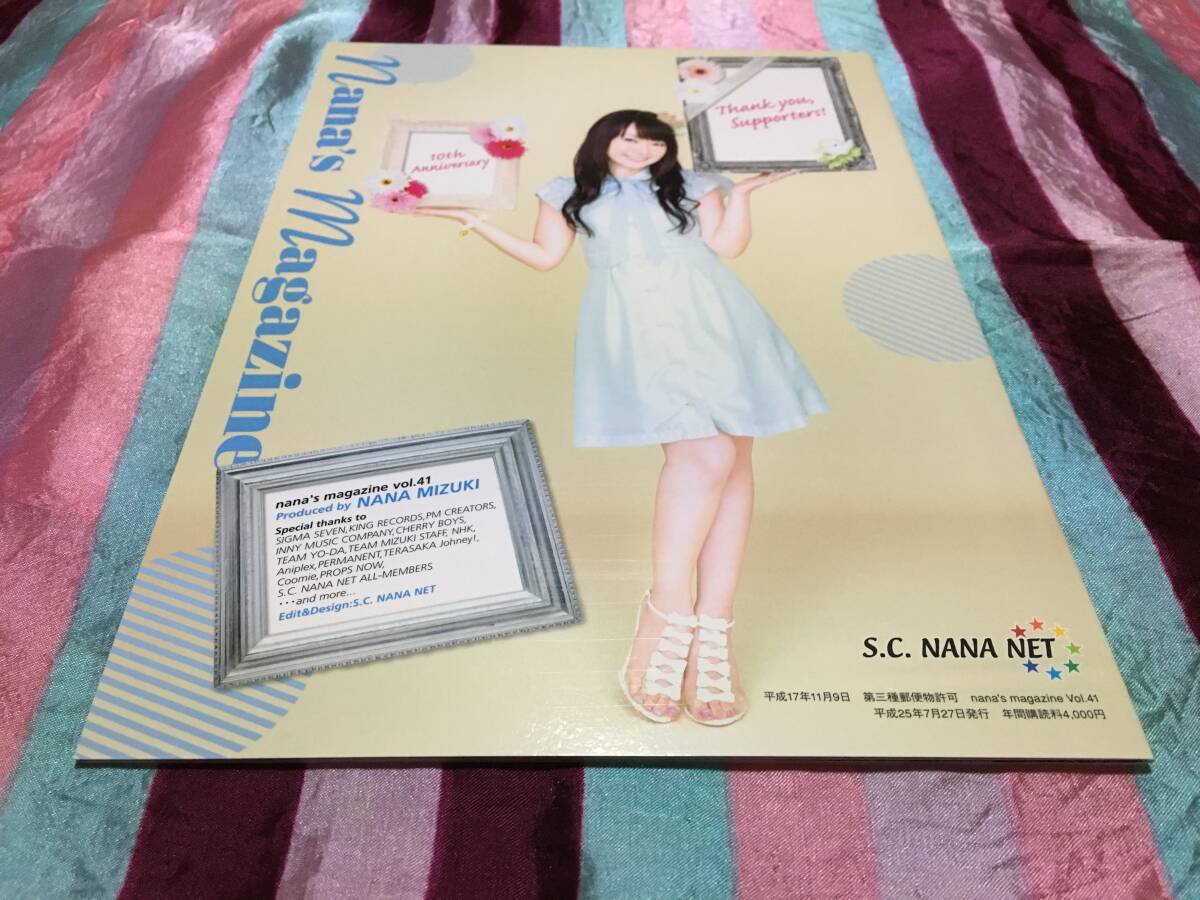 Nana's Magazine
10th
Anniversary
Thank you,
Supporters!
nana's magazine vol.41
Produced by NANA MIZUKI
Special thanks to
SIGMA SEVEN,KING RECORDS,PM CREATORS,
INNY MUSIC COMPANY,CHERRY BOYS,
TEAM YO-DA,TEAM MIZUKI STAFF, NHK,
Aniplex,PERMANENT,TERASAKA Johney!,
Coomie,PROPS NOW,
S.C. NANA NET ALL-MEMBERS
・・・and more...
Edit&Design:S.C. NANA NET
S.C. NANA NET
平成17年11月9日　第三種郵便物許可　nana's magazine Vol.41
平成25年7月27日発行　年間購読料4,000円